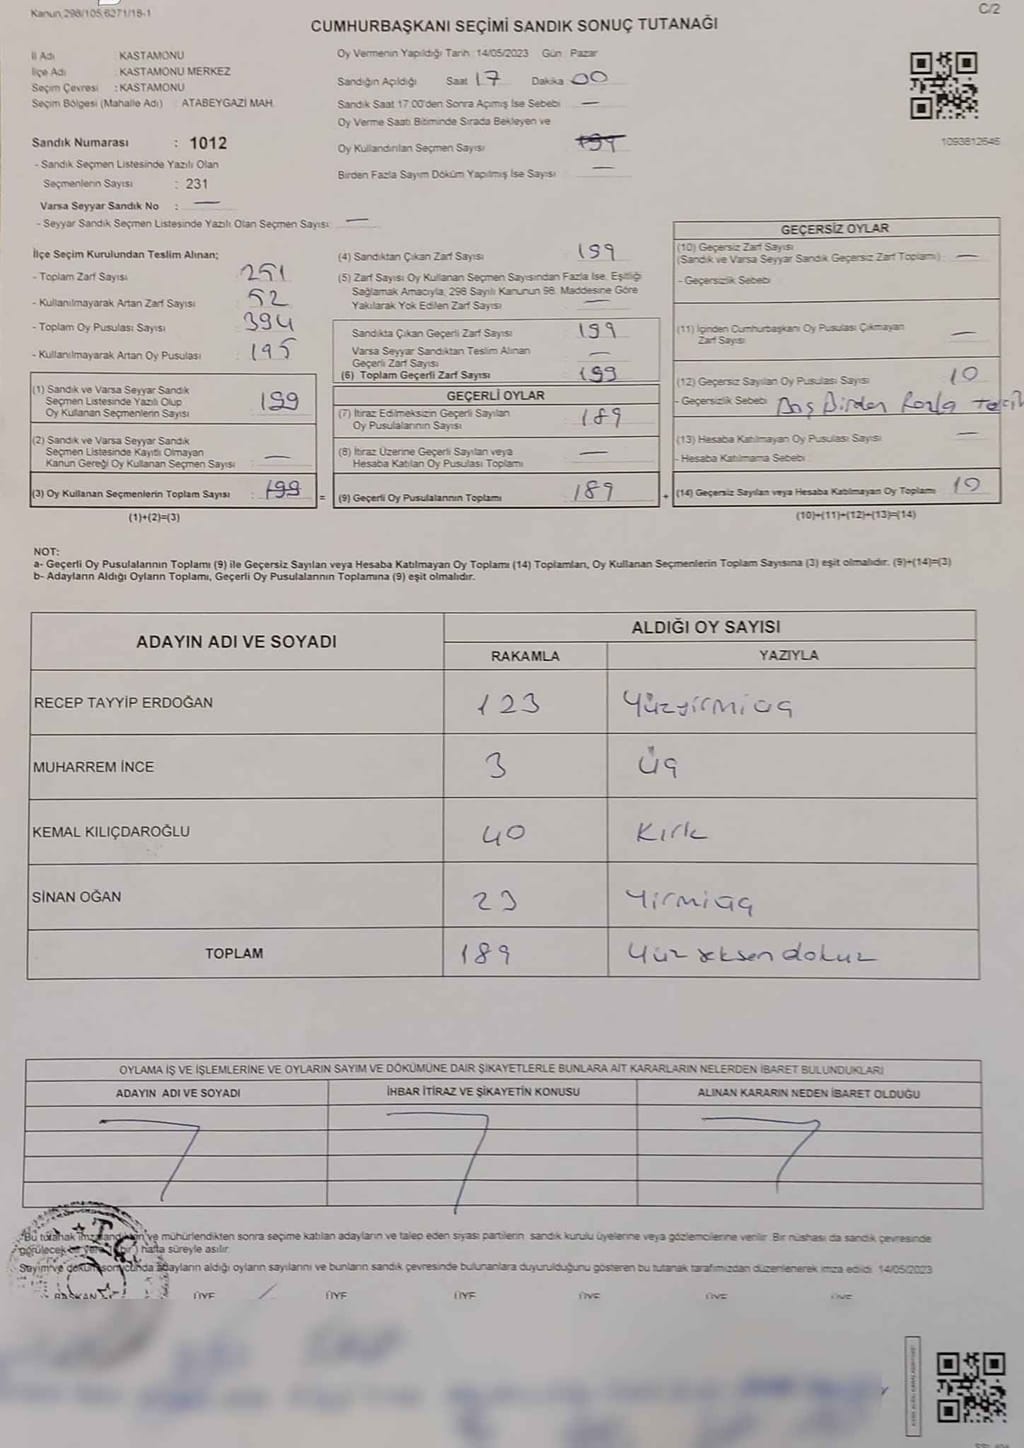 Kanun 298/105,6271/18-1
C/2
CUMHURBAŞKANI SEÇİMİ SANDIK SONUÇ TUTANAĞI
İl Adı : KASTAMONU
İlçe Adı : KASTAMONU MERKEZ
Seçim Çevresi : KASTAMONU
Seçim Bölgesi (Mahalle Adı) : ATABEYGAZİ MAH.
Sandık Numarası : 1012
- Sandık Seçmen Listesinde Yazılı Olan
Seçmenlerin Sayısı : 231
Varsa Seyyar Sandık No : —
- Seyyar Sandık Seçmen Listesinde Yazılı Olan Seçmen Sayısı: —
Oy Vermenin Yapıldığı Tarih : 14/05/2023 Gün : Pazar
Sandığın Açıldığı Saat 17 Dakika 00
Sandık Saat 17.00'den Sonra Açılmış İse Sebebi —
Oy Verme Saati Bitiminde Sırada Bekleyen ve
Oy Kullandırılan Seçmen Sayısı 199
Birden Fazla Sayım Döküm Yapılmış İse Sayısı —
1093812646
İlçe Seçim Kurulundan Teslim Alınan;
- Toplam Zarf Sayısı : 251
- Kullanılmayarak Artan Zarf Sayısı : 52
- Toplam Oy Pusulası Sayısı : 394
- Kullanılmayarak Artan Oy Pusulası : 195
(1) Sandık ve Varsa Seyyar Sandık
Seçmen Listesinde Yazılı Olup
Oy Kullanan Seçmenlerin Sayısı : 199
(2) Sandık ve Varsa Seyyar Sandık
Seçmen Listesinde Kayıtlı Olmayan
Kanun Gereği Oy Kullanan Seçmen Sayısı : —
(3) Oy Kullanan Seçmenlerin Toplam Sayısı : 199 =
(1)+(2)=(3)
(4) Sandıktan Çıkan Zarf Sayısı : 199
(5) Zarf Sayısı Oy Kullanan Seçmen Sayısından Fazla İse, Eşitliği
Sağlamak Amacıyla, 298 Sayılı Kanunun 98. Maddesine Göre
Yakılarak Yok Edilen Zarf Sayısı : —
Sandıkta Çıkan Geçerli Zarf Sayısı : 199
Varsa Seyyar Sandıktan Teslim Alınan
Geçerli Zarf Sayısı : —
(6) Toplam Geçerli Zarf Sayısı : 199
GEÇERLİ OYLAR
(7) İtiraz Edilmeksizin Geçerli Sayılan
Oy Pusulalarının Sayısı : 189
(8) İtiraz Üzerine Geçerli Sayılan veya
Hesaba Katılan Oy Pusulası Toplamı : —
(9) Geçerli Oy Pusulalarının Toplamı : 189 +
GEÇERSİZ OYLAR
(10) Geçersiz Zarf Sayısı
(Sandık ve Varsa Seyyar Sandık Geçersiz Zarf Toplamı) : —
- Geçersizlik Sebebi :
(11) İçinden Cumhurbaşkanı Oy Pusulası Çıkmayan
Zarf Sayısı : —
(12) Geçersiz Sayılan Oy Pusulası Sayısı : 10
- Geçersizlik Sebebi : Boş Birden Fazla
(13) Hesaba Katılmayan Oy Pusulası Sayısı : —
- Hesaba Katılmama Sebebi :
(14) Geçersiz Sayılan veya Hesaba Katılmayan Oy Toplamı : 10
(10)+(11)+(12)+(13)=(14)
NOT:
a- Geçerli Oy Pusulalarının Toplamı (9) ile Geçersiz Sayılan veya Hesaba Katılmayan Oy Toplamı (14) Toplamları, Oy Kullanan Seçmenlerin Toplam Sayısına (3) eşit olmalıdır. (9)+(14)=(3)
b- Adayların Aldığı Oyların Toplamı, Geçerli Oy Pusulalarının Toplamına (9) eşit olmalıdır.
ADAYIN ADI VE SOYADI ALDIĞI OY SAYISI
RAKAMLA YAZIYLA
RECEP TAYYİP ERDOĞAN 123 Yüzyirmiüç
MUHARREM İNCE 3 Üç
KEMAL KILIÇDAROĞLU 40 Kırk
SİNAN OĞAN 23 Yirmiüç
TOPLAM 189 Yüzseksendokuz
OYLAMA İŞ VE İŞLEMLERİNE VE OYLARIN SAYIM VE DÖKÜMÜNE DAİR ŞİKAYETLERLE BUNLARA AİT KARARLARIN NELERDEN İBARET BULUNDUKLARI
ADAYIN ADI VE SOYADI İHBAR İTİRAZ VE ŞİKAYETİN KONUSU ALINAN KARARIN NEDEN İBARET OLDUĞU
Bu tutanak imzalandıktan ve mühürlendikten sonra seçime katılan adayların ve talep eden siyasi partilerin sandık kurulu üyelerine veya gözlemcilerine verilir. Bir nüshası da sandık çevresinde
görülecek bir yere (bir) hafta süreyle asılır.
Sayım ve döküm sonucunda adayların aldığı oyların sayılarını ve bunların sandık çevresinde bulunanlara duyurulduğunu gösteren bu tutanak tarafımızdan düzenlenerek imza edildi. 14/05/2023
BAŞKAN ÜYE ÜYE ÜYE ÜYE ÜYE ÜYE